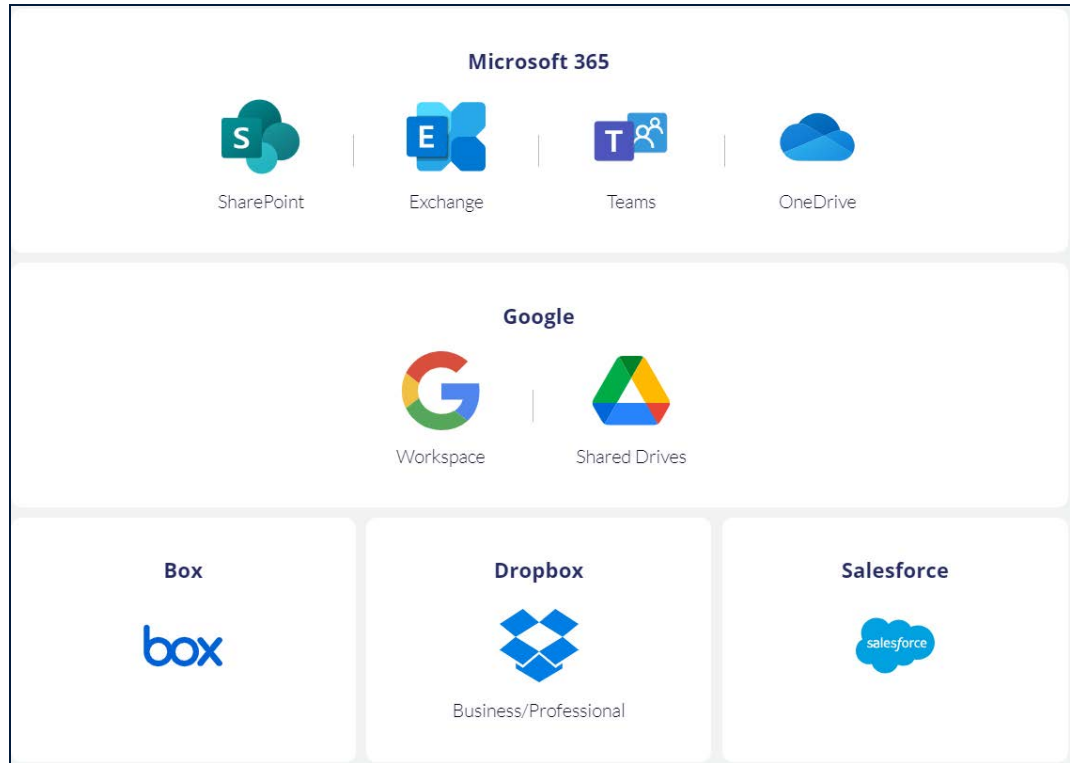 Microsoft 365
S
E
T
SharePoint
Exchange
Teams
OneDrive
Google
Workspace
Shared Drives
Box
Dropbox
Salesforce
box
salesforce
Business/Professional